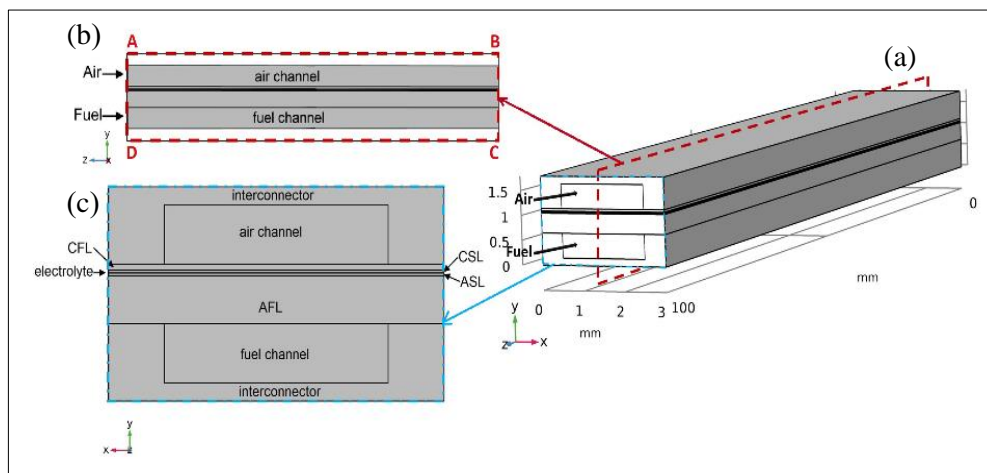 (b)
A
B
Air
air channel
Fuel
fuel channel
D
C
y
z
x
(a)
1.5
Air
1
0.5
Fuel
0
0
mm
0
1
2
3
100
mm
y
z
x
(c)
interconnector
air channel
CFL
CSL
electrolyte
ASL
AFL
fuel channel
interconnector
y
x
z